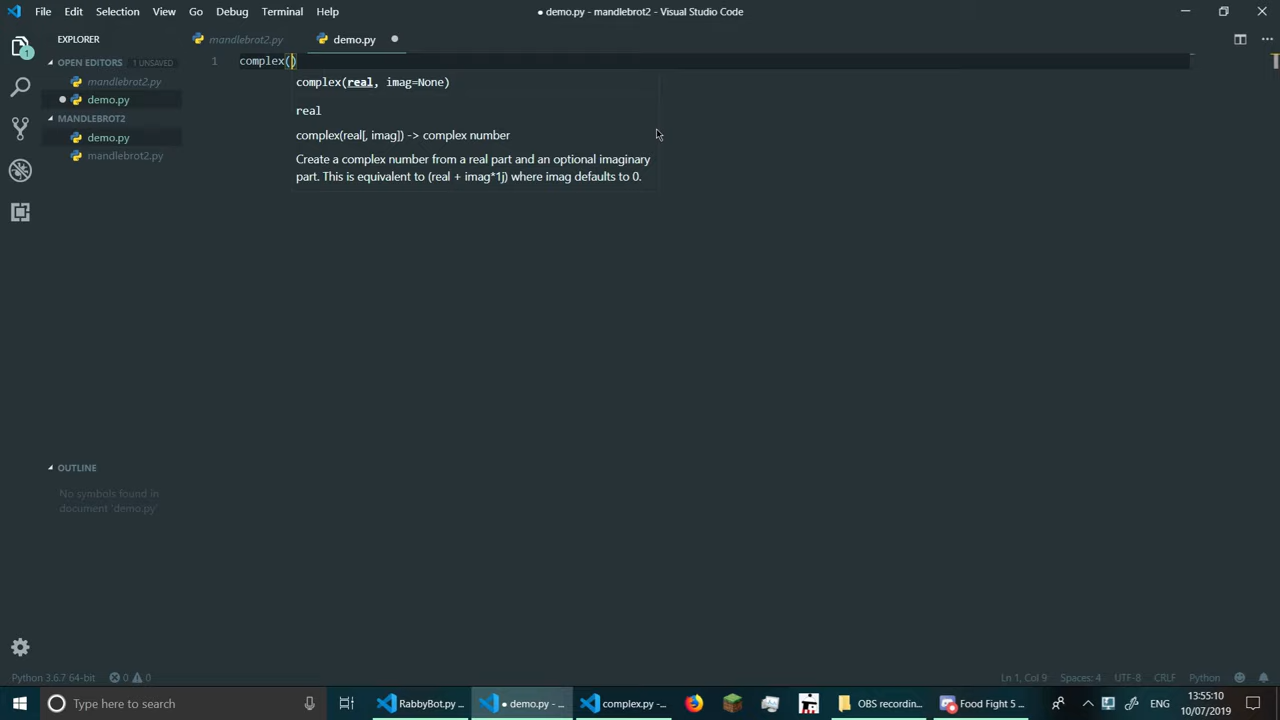 File Edit Selection View Go Debug Terminal Help
● demo.py - mandlebrot2 - Visual Studio Code
EXPLORER
mandlebrot2.py
demo.py
OPEN EDITORS
1 UNSAVED
1
complex()
mandlebrot2.py
complex(real, imag=None)
demo.py
real
MANDLEBROT2
demo.py
complex(real[, imag]) -> complex number
mandlebrot2.py
Create a complex number from a real part and an optional imaginary
part. This is equivalent to (real + imag*1j) where imag defaults to 0.
OUTLINE
No symbols found in
document 'demo.py'
Python 3.6.7 64-bit
0
0
Ln 1, Col 9
Spaces: 4
UTF-8
CRLF
Python
1
Type here to search
RabbyBot.py ...
● demo.py - ...
complex.py -...
OBS recordin...
Food Fight 5 ...
ENG
13:55:10
10/07/2019